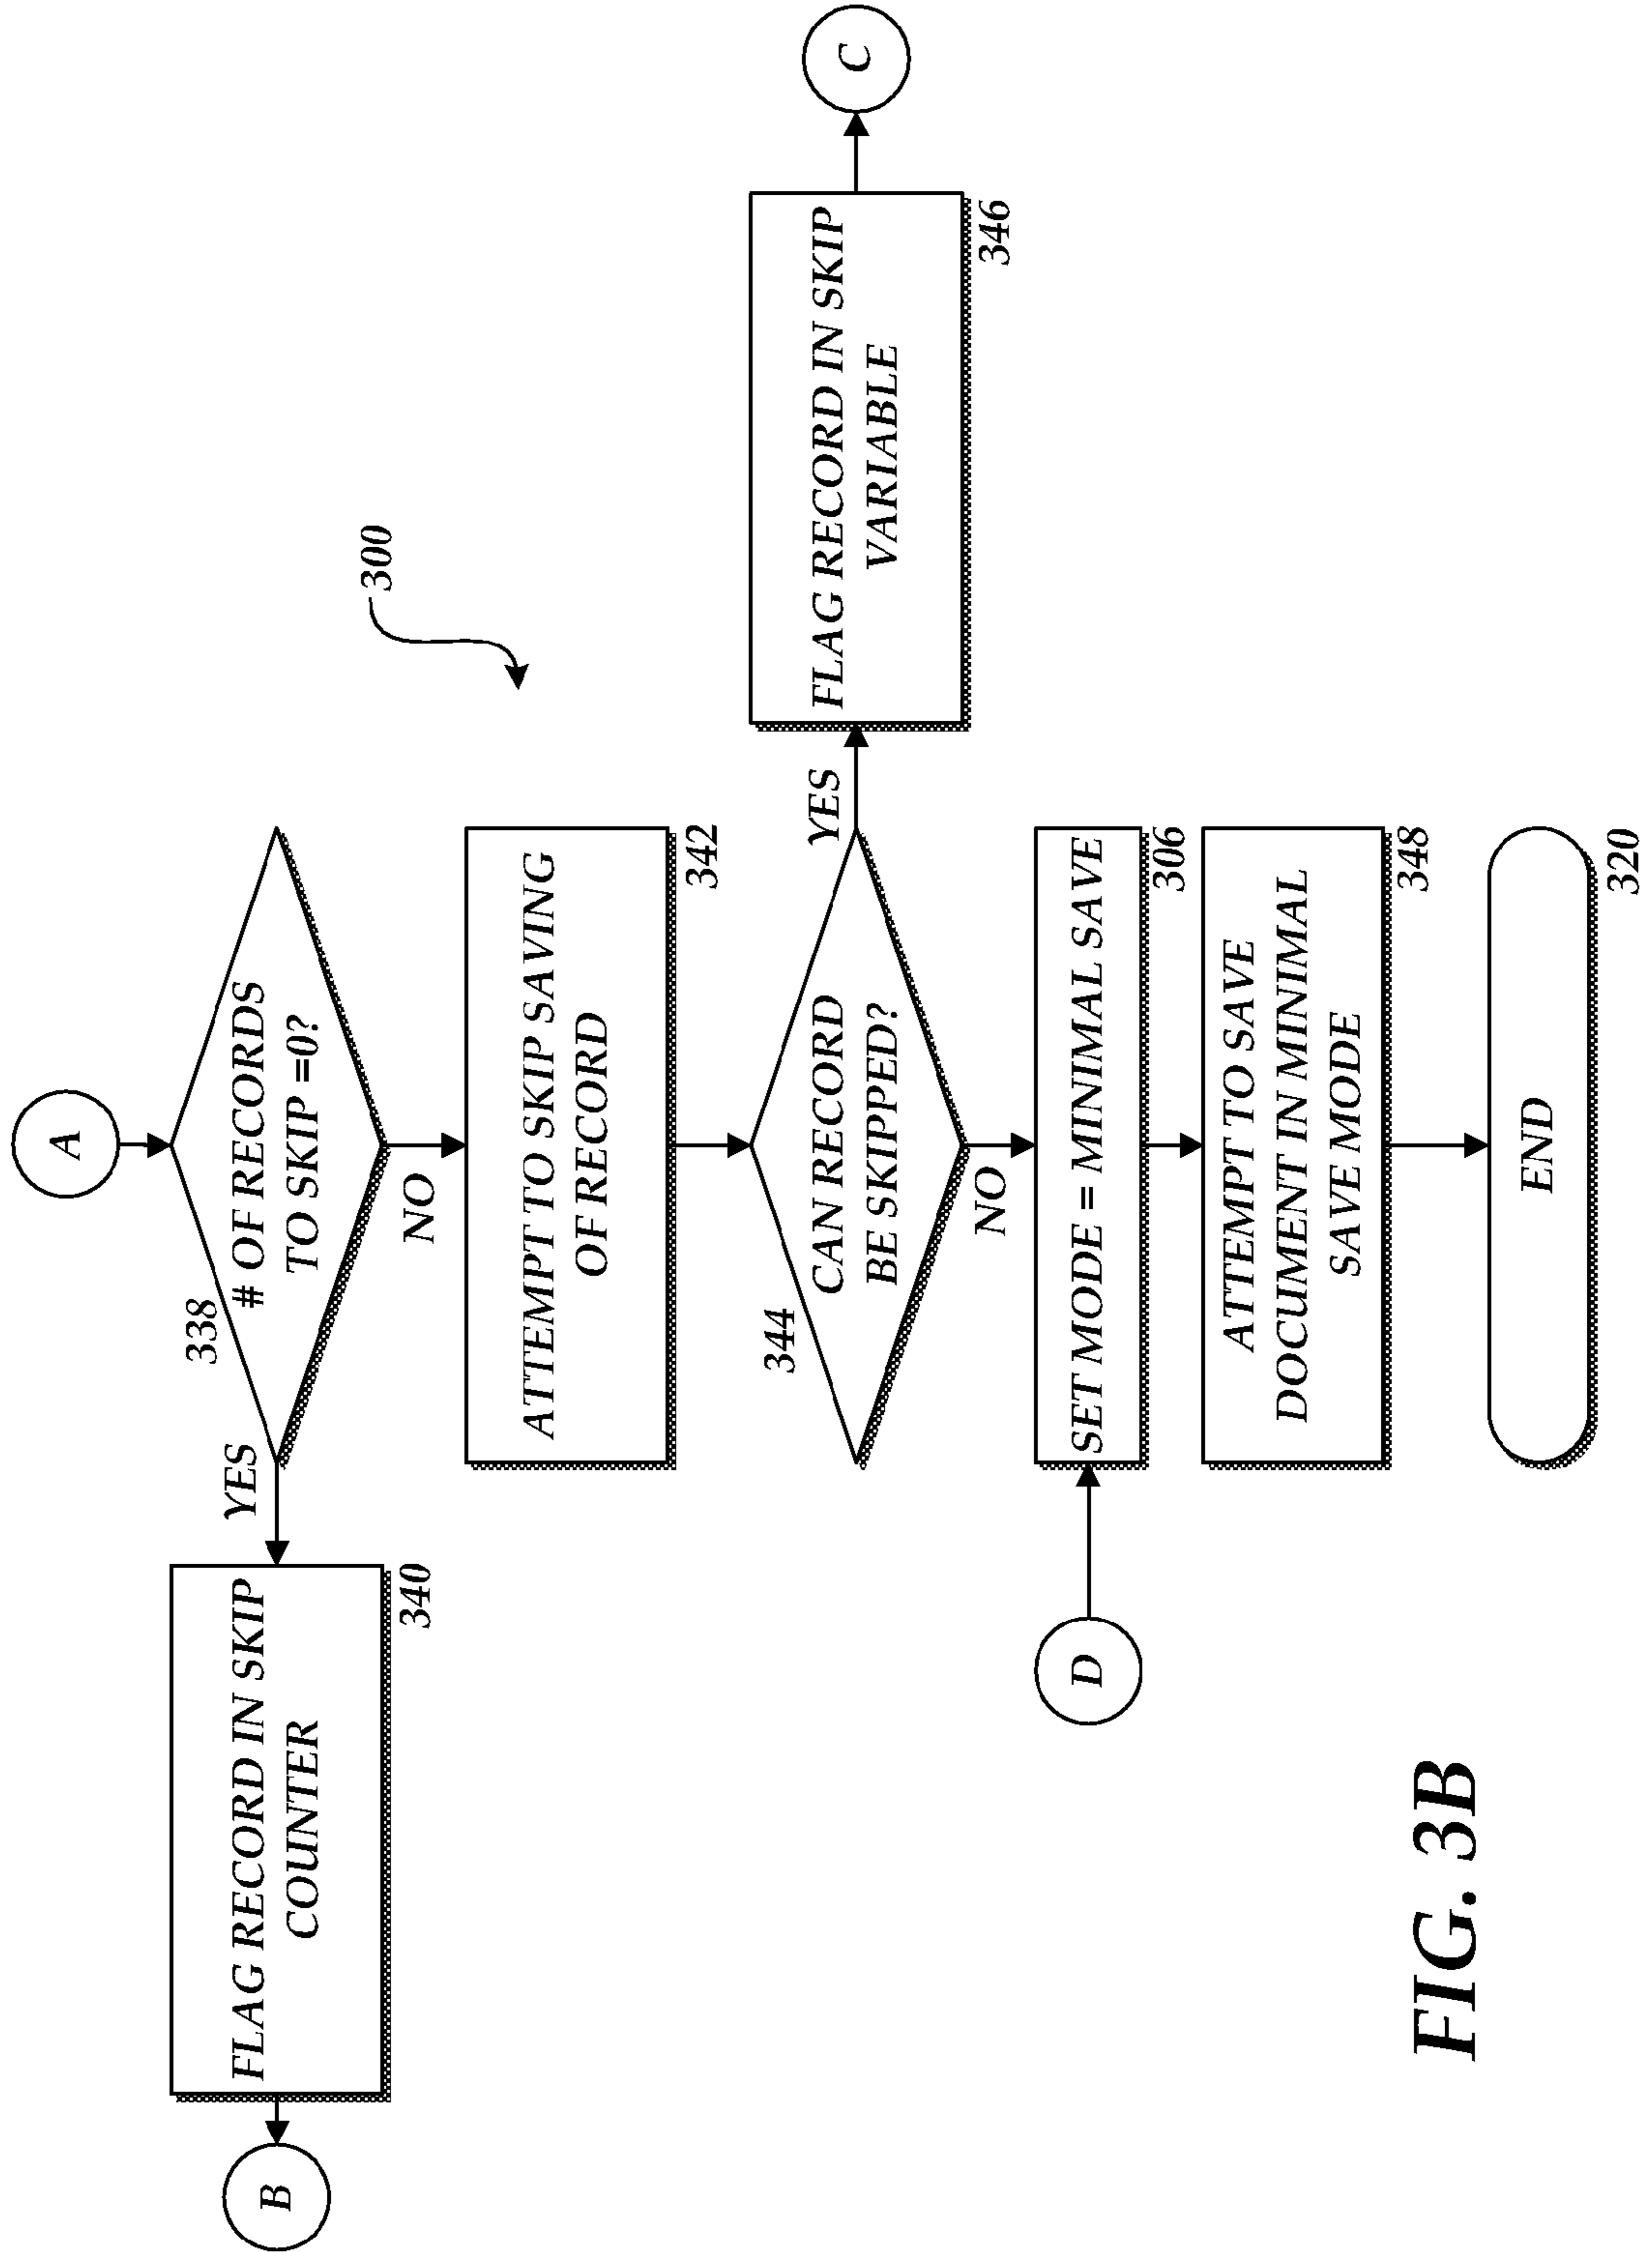 A
338
# OF RECORDS
TO SKIP =0?
YES
FLAG RECORD IN SKIP
COUNTER
340
B
NO
300
ATTEMPT TO SKIP SAVING
OF RECORD
342
344
CAN RECORD
BE SKIPPED?
YES
FLAG RECORD IN SKIP
VARIABLE
346
C
NO
D
SET MODE = MINIMAL SAVE
306
ATTEMPT TO SAVE
DOCUMENT IN MINIMAL
SAVE MODE
348
END
320
FIG. 3B